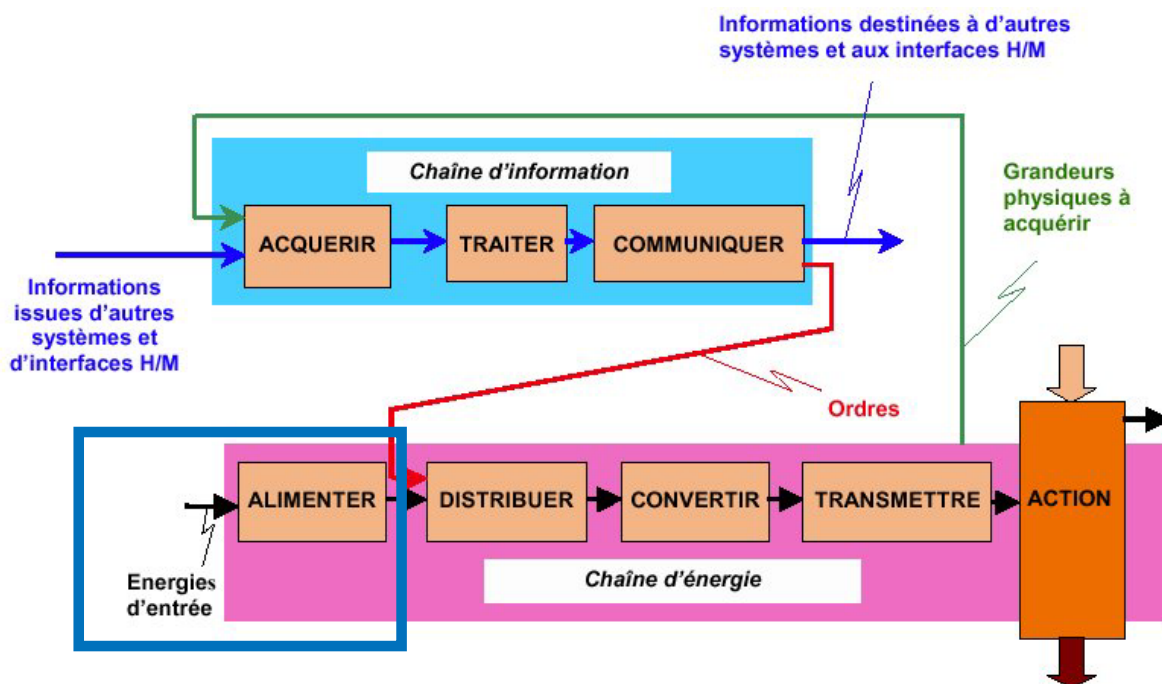 Informations destinées à d'autres
systèmes et aux interfaces H/M
Chaîne d'information
Grandeurs
physiques à
acquérir
ACQUERIR
TRAITER
COMMUNIQUER
Informations
issues d'autres
systèmes et
d'interfaces H/M
Ordres
ALIMENTER
DISTRIBUER
CONVERTIR
TRANSMETTRE
ACTION
Energies
d'entrée
Chaîne d'énergie